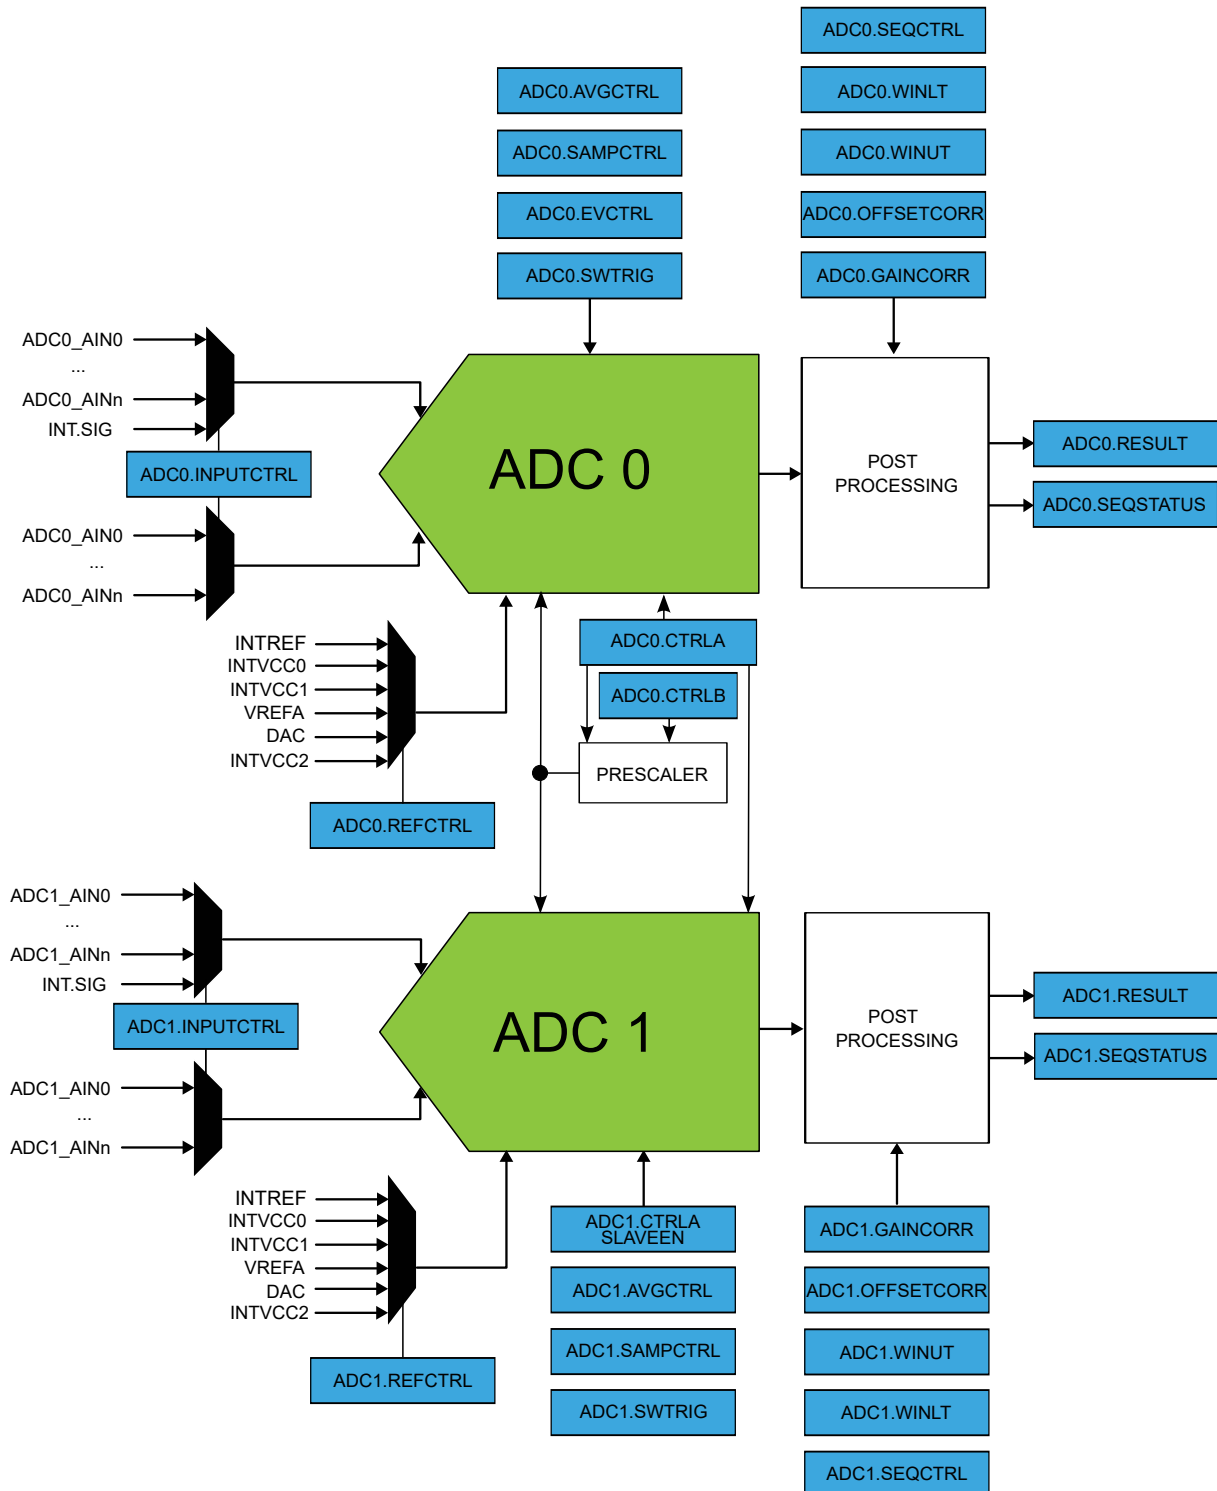 ADC0.SEQCTRL
ADC0.AVGCTRL
ADC0.WINLT
ADC0.SAMPCTRL
ADC0.WINUT
ADC0.EVCTRL
ADC0.OFFSETCORR
ADC0.SWTRIG
ADC0.GAINCORR
ADC0_AIN0
...
ADC0_AINn
INT.SIG
ADC0.INPUTCTRL
ADC0_AIN0
...
ADC0_AINn
ADC 0
POST
PROCESSING
ADC0.RESULT
ADC0.SEQSTATUS
INTREF
INTVCC0
INTVCC1
VREFA
DAC
INTVCC2
ADC0.REFCTRL
ADC0.CTRLA
ADC0.CTRLB
PRESCALER
ADC1_AIN0
...
ADC1_AINn
INT.SIG
ADC1.INPUTCTRL
ADC1_AIN0
...
ADC1_AINn
ADC 1
POST
PROCESSING
ADC1.RESULT
ADC1.SEQSTATUS
INTREF
INTVCC0
INTVCC1
VREFA
DAC
INTVCC2
ADC1.REFCTRL
ADC1.CTRLA
SLAVEEN
ADC1.AVGCTRL
ADC1.SAMPCTRL
ADC1.SWTRIG
ADC1.GAINCORR
ADC1.OFFSETCORR
ADC1.WINUT
ADC1.WINLT
ADC1.SEQCTRL